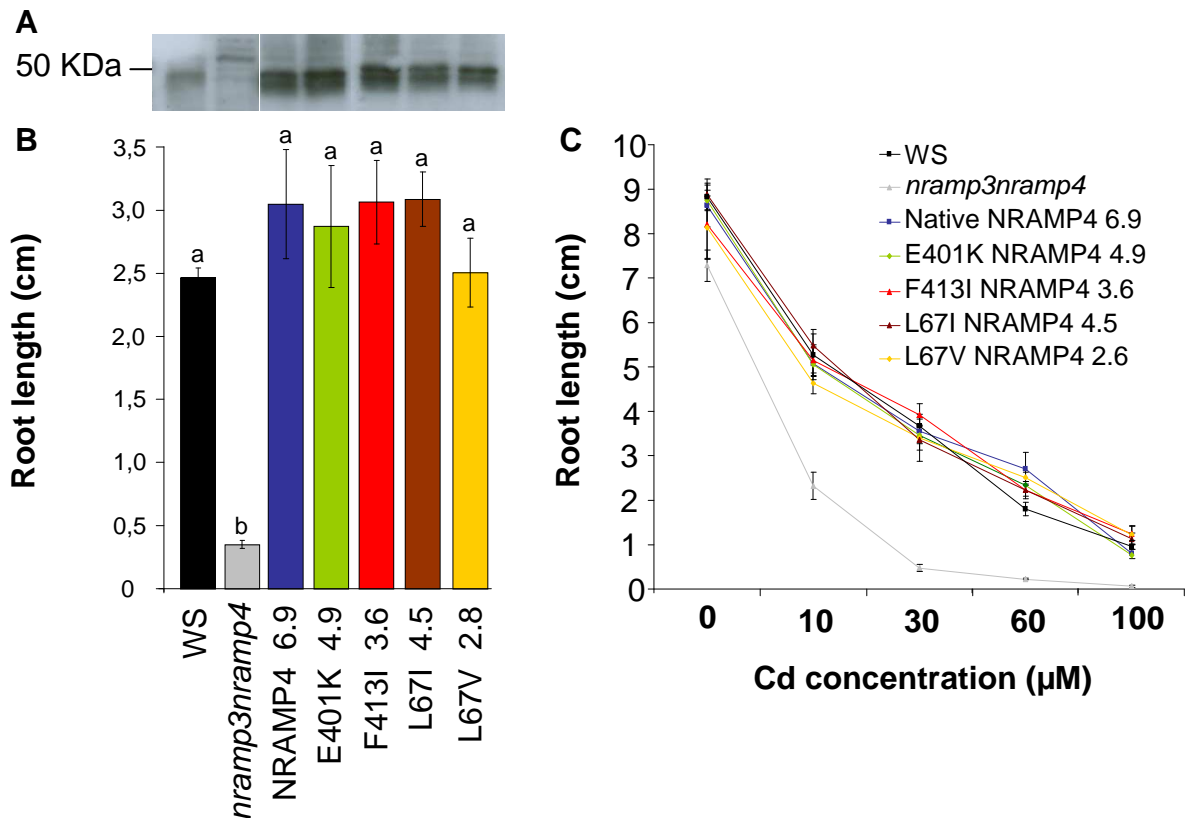 A
50 KDa
B
Root length (cm)
3,5
3,0
2,5
2,0
1,5
1,0
0,5
0
a
b
a
a
a
a
a
WS
nramp3nramp4
NRAMP4 6.9
E401K 4.9
F413I 3.6
L67I 4.5
L67V 2.8
C
Root length (cm)
10
9
8
7
6
5
4
3
2
1
0
WS
nramp3nramp4
Native NRAMP4 6.9
E401K NRAMP4 4.9
F413I NRAMP4 3.6
L67I NRAMP4 4.5
L67V NRAMP4 2.6
0 10 30 60 100
Cd concentration (µM)